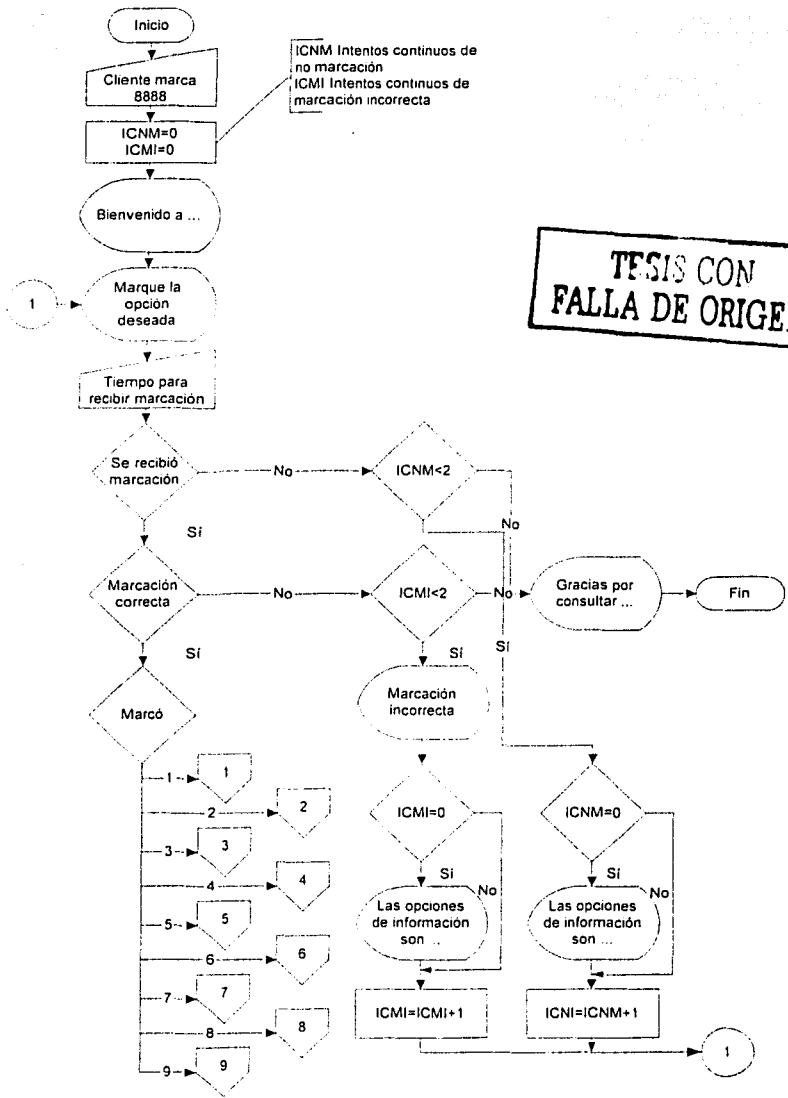 Inicio
Cliente marca
8888
ICNM Intentos continuos de
no marcación
ICMI Intentos continuos de
marcación incorrecta
ICNM=0
ICMI=0
Bienvenido a ...
TESIS CON
FALLA DE ORIGE
1
Marque la
opción
deseada
Tiempo para
recibir marcación
Se recibió
marcación
No
ICNM<2
No
Sí
Marcación
correcta
No
ICMI<2
No
Gracias por
consultar ...
Fin
Sí
Sí
Sí
Marcó
Marcación
incorrecta
1
1
2
2
3
3
4
4
5
5
6
6
7
7
8
8
9
9
ICMI=0
ICNM=0
Sí
No
Sí
No
Las opciones
de información
son ...
Las opciones
de información
son ...
ICMI=ICMI+1
ICNI=ICNM+1
1